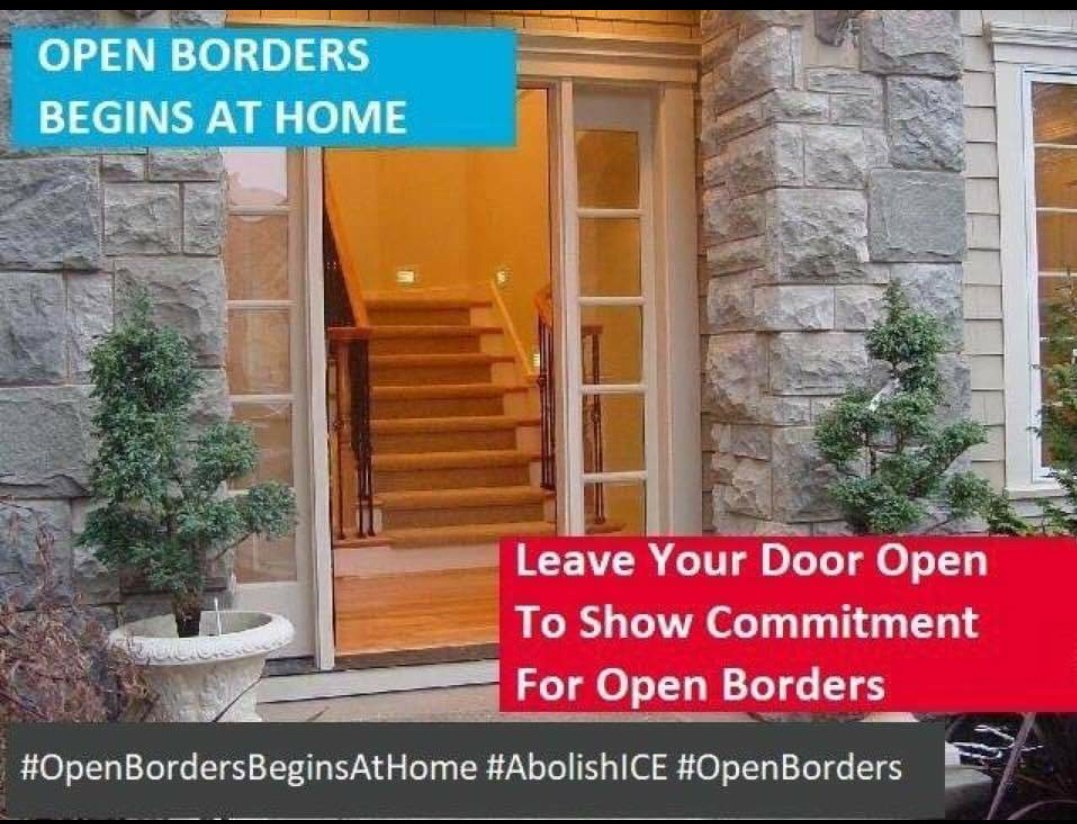 OPEN BORDERS
BEGINS AT HOME
Leave Your Door Open
To Show Commitment
For Open Borders
#OpenBordersBeginsAtHome #AbolishICE #OpenBorders